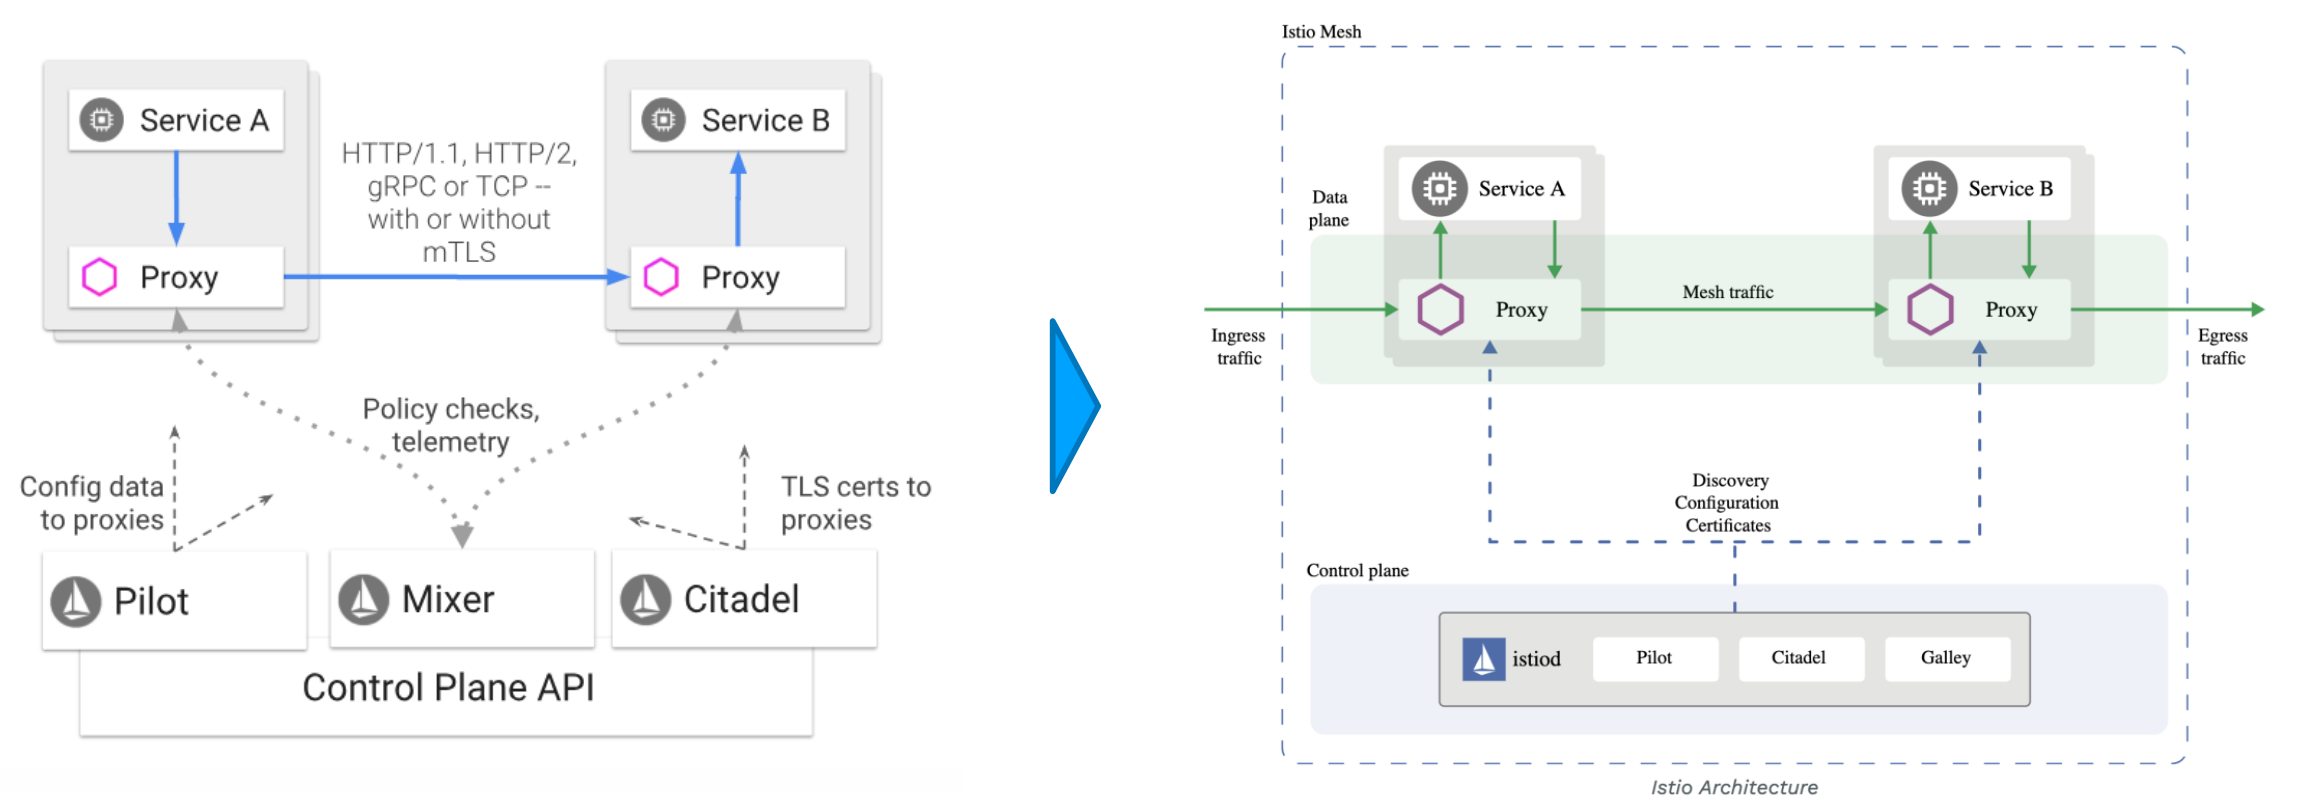 Service A
Service B
HTTP/1.1, HTTP/2,
gRPC or TCP --
with or without
mTLS
Proxy
Proxy
Policy checks,
telemetry
Config data
to proxies
TLS certs to
proxies
Pilot
Mixer
Citadel
Control Plane API
Istio Mesh
Data
plane
Service A
Service B
Ingress
traffic
Proxy
Mesh traffic
Proxy
Egress
traffic
Discovery
Configuration
Certificates
Control plane
istiod
Pilot
Citadel
Galley
Istio Architecture